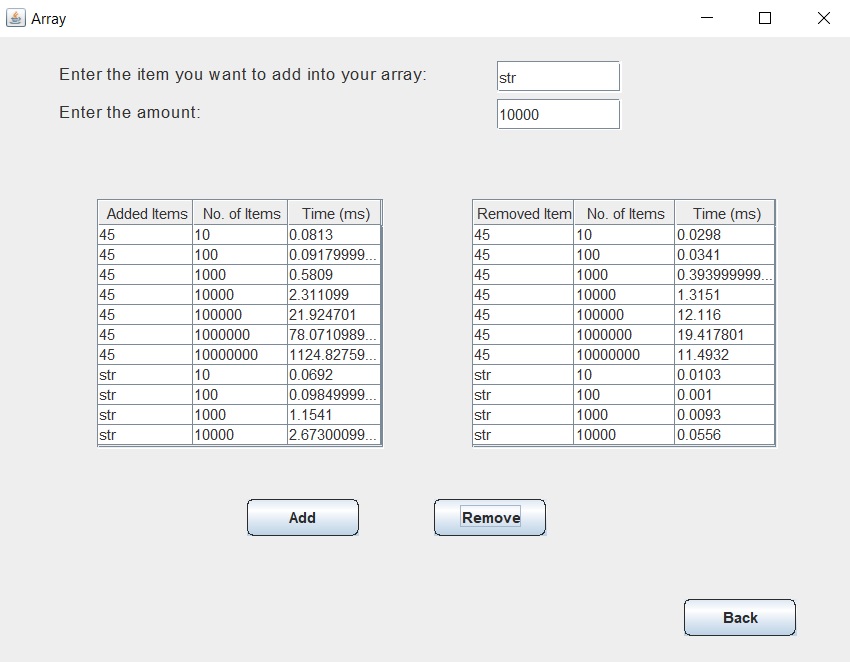 Array
Enter the item you want to add into your array: str
Enter the amount: 10000
Added Items No. of Items Time (ms)
45 10 0.0813
45 100 0.09179999...
45 1000 0.5809
45 10000 2.311099
45 100000 21.924701
45 1000000 78.0710989...
45 10000000 1124.82759...
str 10 0.0692
str 100 0.09849999...
str 1000 1.1541
str 10000 2.67300099...
Removed Item No. of Items Time (ms)
45 10 0.0298
45 100 0.0341
45 1000 0.393999999...
45 10000 1.3151
45 100000 12.116
45 1000000 19.417801
45 10000000 11.4932
str 10 0.0103
str 100 0.001
str 1000 0.0093
str 10000 0.0556
Add
Remove
Back